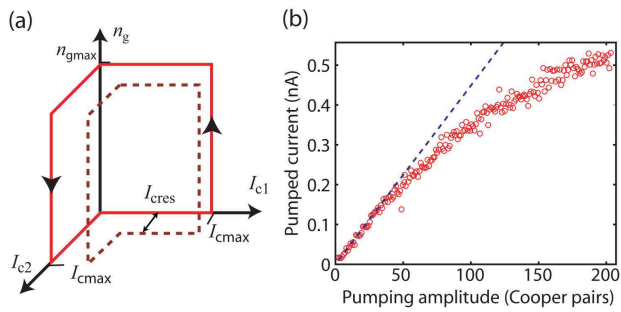 (a)
n_g
n_gmax
I_cres
I_c1
I_cmax
I_c2
I_cmax
(b)
Pumped current (nA)
0.5
0.4
0.3
0.2
0.1
0
0 50 100 150 200
Pumping amplitude (Cooper pairs)